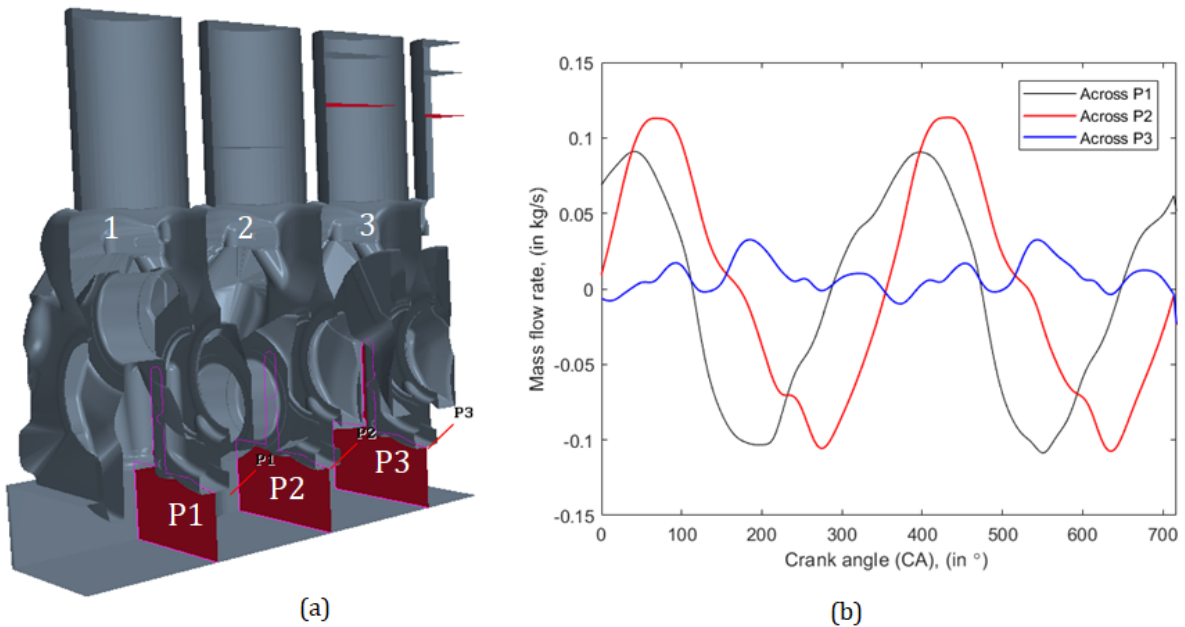 1
2
3
P3
P2
P1
P3
P2
P1
(a)
0.15
0.1
0.05
0
-0.05
-0.1
-0.15
Mass flow rate, (in kg/s)
Across P1
Across P2
Across P3
0 100 200 300 400 500 600 700
Crank angle (CA), (in °)
(b)